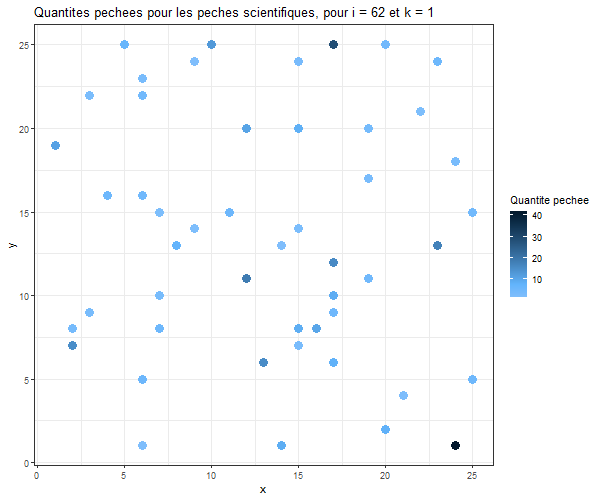 Quantites pechees pour les peches scientifiques, pour i = 62 et k = 1
25
20
15
10
5
0
y
0 5 10 15 20 25
x
Quantite pechee
40
30
20
10